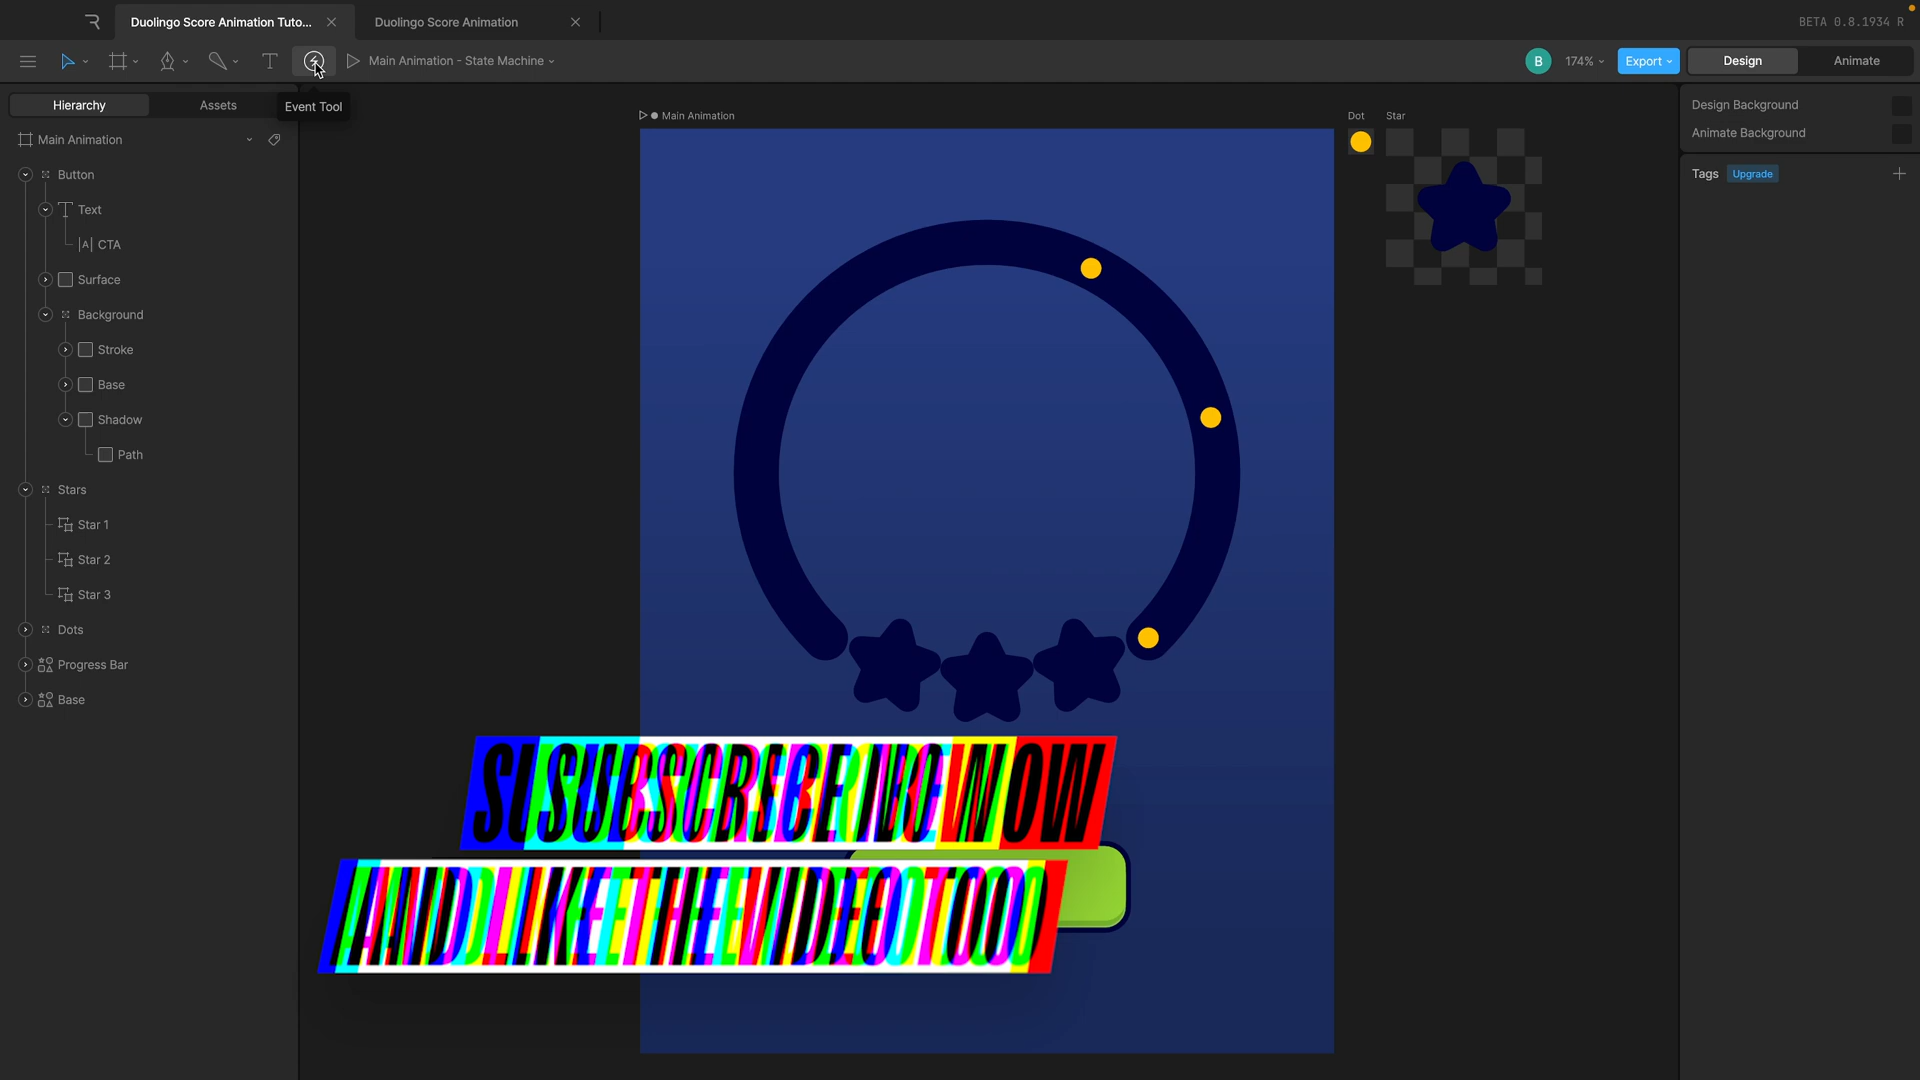 Duolingo Score Animation Tuto...
Duolingo Score Animation
BETA 0.8.1934 R
Main Animation - State Machine
B
174%
Export
Design
Animate
Hierarchy
Assets
Event Tool
Design Background
Animate Background
Tags
Upgrade
Main Animation
Button
Text
CTA
Surface
Background
Stroke
Base
Shadow
Path
Stars
Star 1
Star 2
Star 3
Dots
Progress Bar
Base
Main Animation
Dot
Star
SUBSCRIBE NOW
AND LIKE THE VIDEO TOO